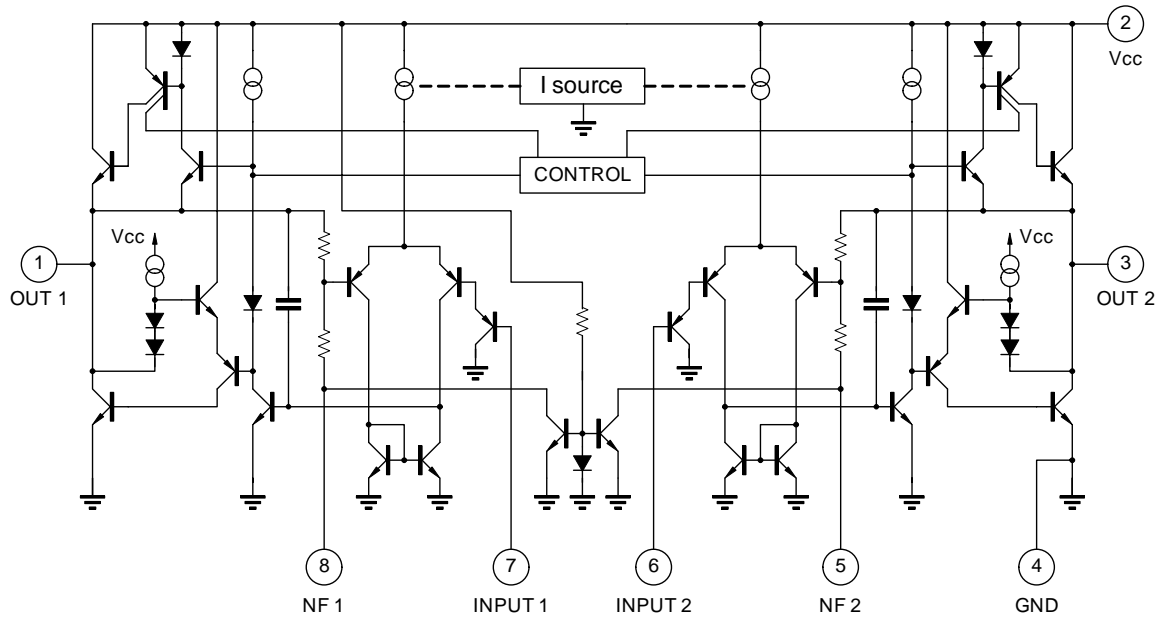 2
Vcc
I source
CONTROL
Vcc
Vcc
1
OUT 1
3
OUT 2
8
7
6
5
4
NF 1
INPUT 1
INPUT 2
NF 2
GND